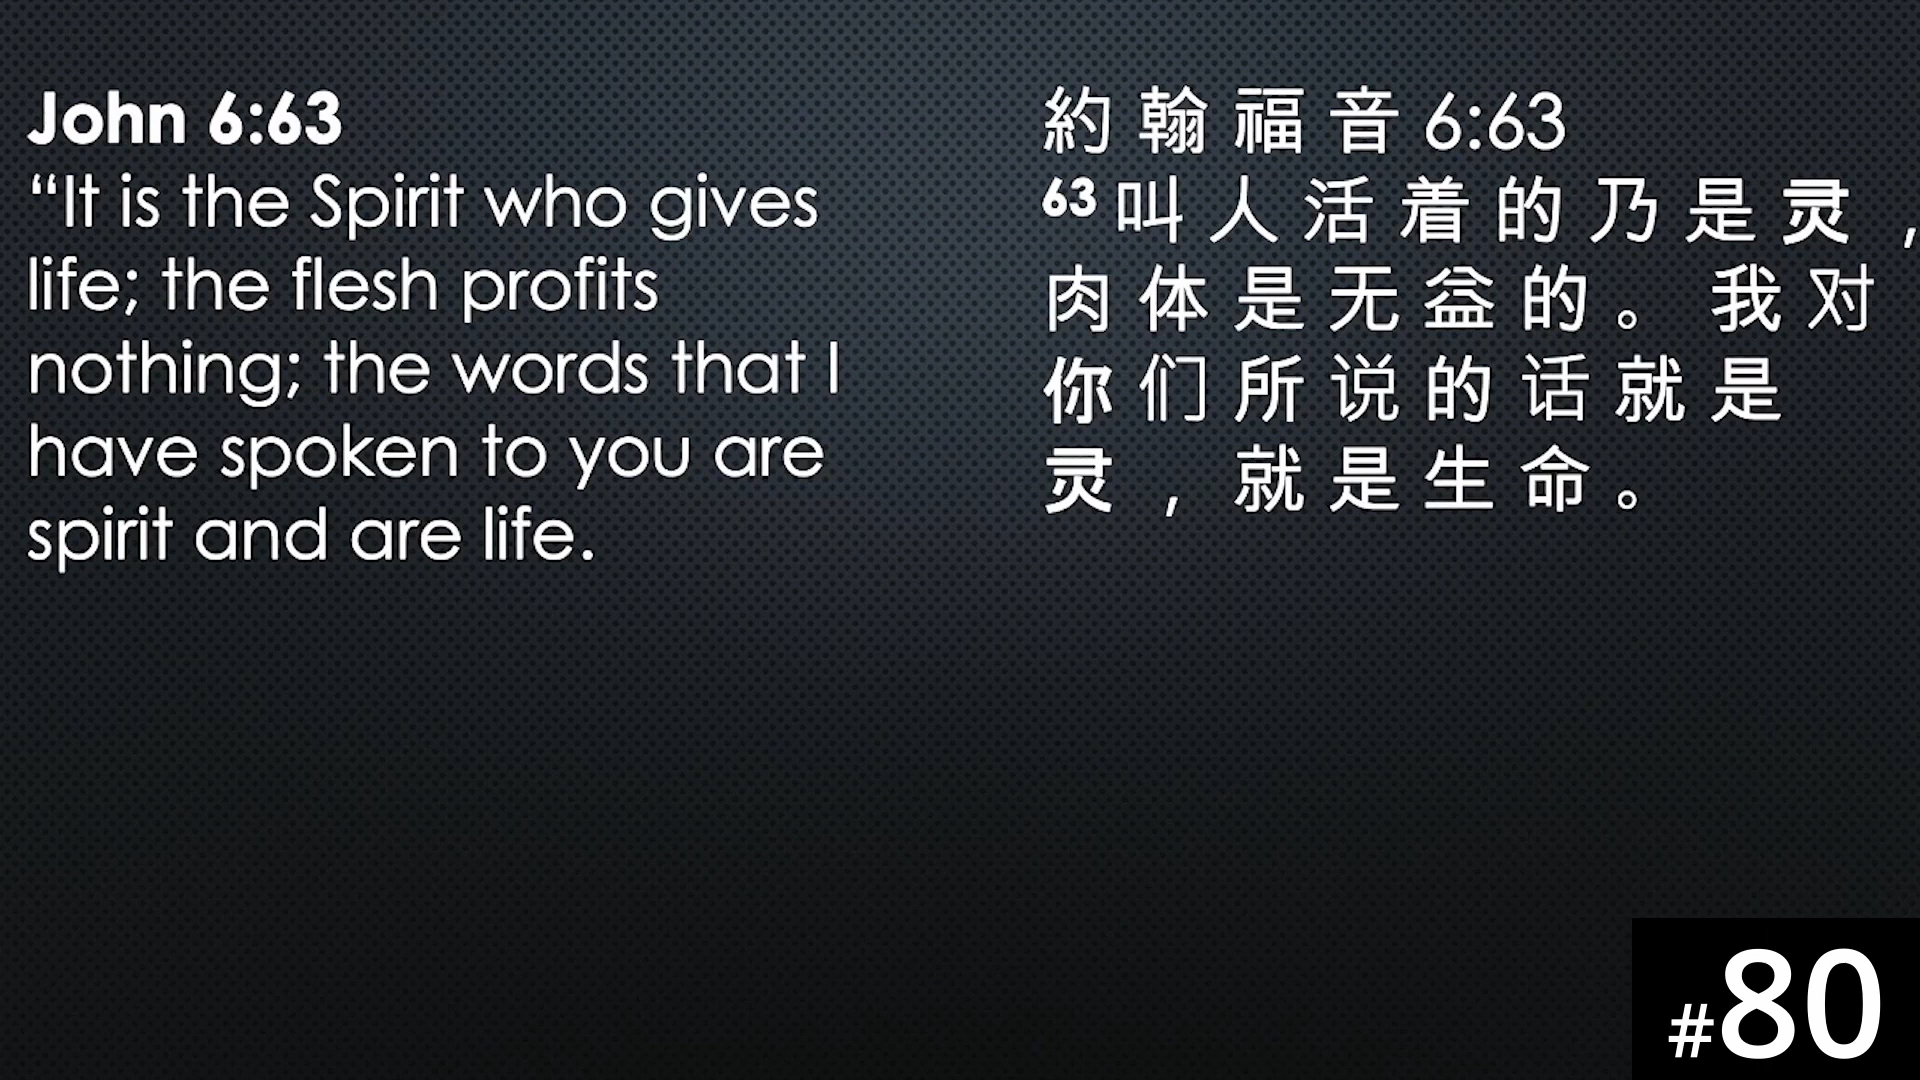 John 6:63
“It is the Spirit who gives
life; the flesh profits
nothing; the words that I
have spoken to you are
spirit and are life.
約翰福音 6:63
63 叫人活着的乃是灵，
肉体是无益的。我对
你们所说的话就是
灵，就是生命。
#80